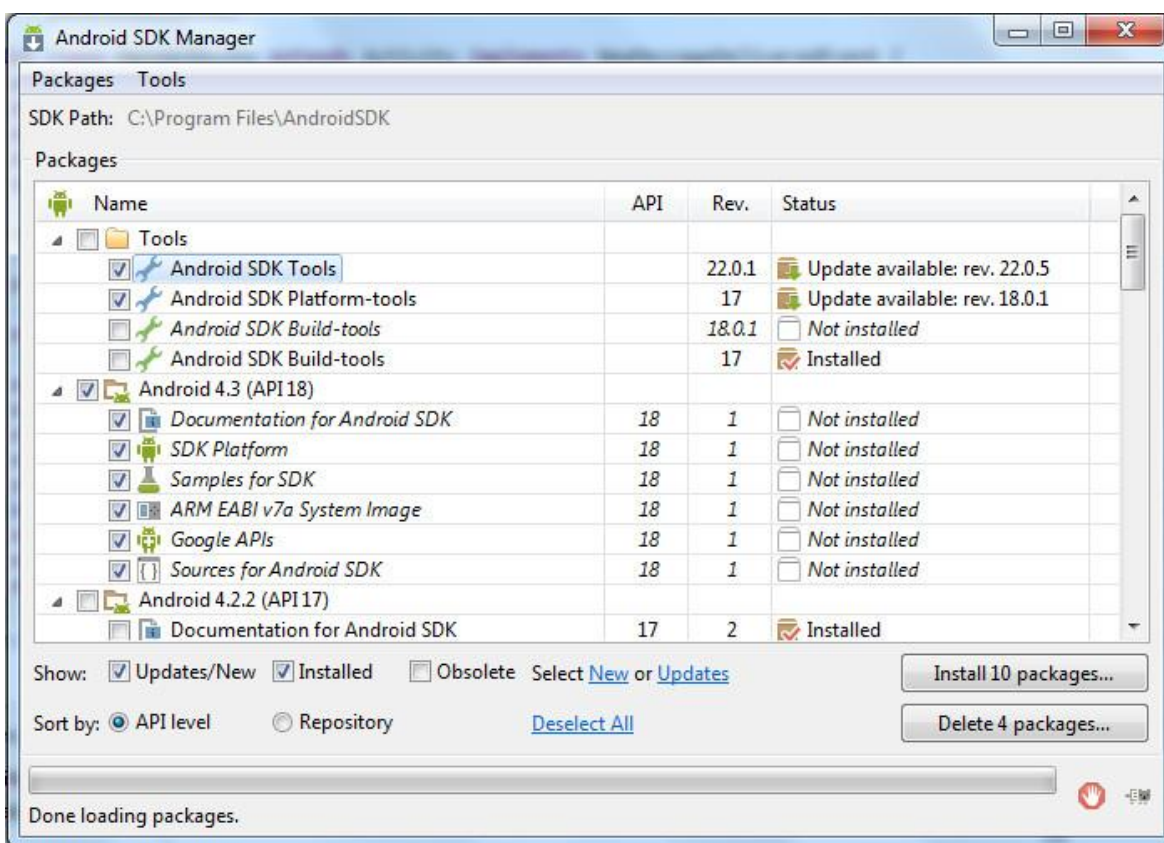 Android SDK Manager
Packages Tools
SDK Path: C:\Program Files\AndroidSDK
Packages
Name API Rev. Status
Tools
Android SDK Tools 22.0.1 Update available: rev. 22.0.5
Android SDK Platform-tools 17 Update available: rev. 18.0.1
Android SDK Build-tools 18.0.1 Not installed
Android SDK Build-tools 17 Installed
Android 4.3 (API 18)
Documentation for Android SDK 18 1 Not installed
SDK Platform 18 1 Not installed
Samples for SDK 18 1 Not installed
ARM EABI v7a System Image 18 1 Not installed
Google APIs 18 1 Not installed
Sources for Android SDK 18 1 Not installed
Android 4.2.2 (API 17)
Documentation for Android SDK 17 2 Installed
Show: Updates/New Installed Obsolete Select New or Updates Install 10 packages...
Sort by: API level Repository Deselect All Delete 4 packages...
Done loading packages.